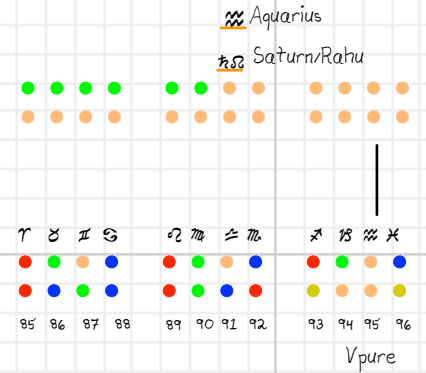 ♒ Aquarius
♄☊ Saturn/Rahu
♈ ♉ ♊ ♋ ♌ ♍ ♎ ♏ ♐ ♑ ♒ ♓
85 86 87 88 89 90 91 92 93 94 95 96
Vpure